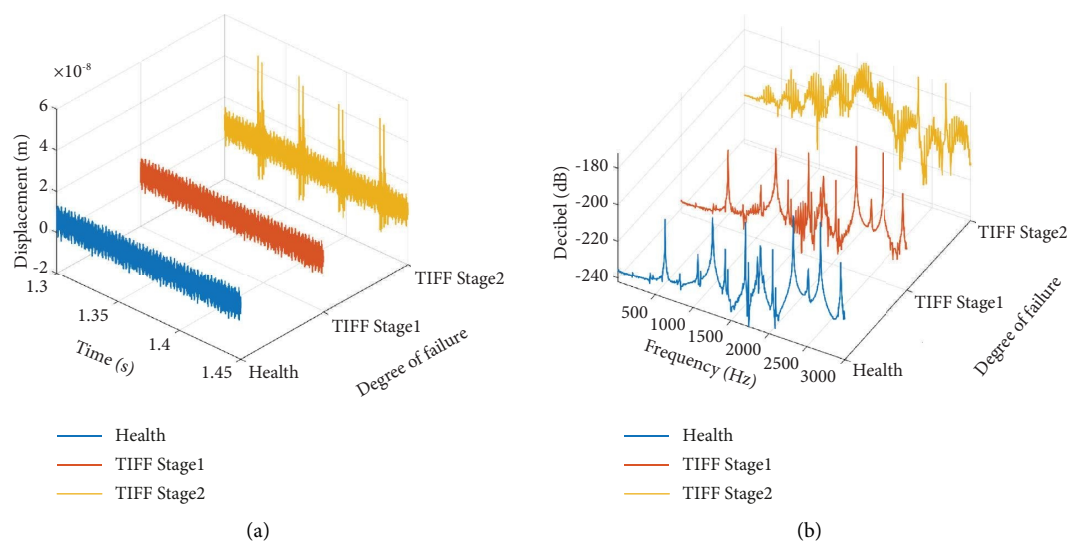 ×10-8
6
4
2
0
-2
Displacement (m)
1.3
1.35
1.4
1.45
Time (s)
Health
TIFF Stage1
TIFF Stage2
Degree of failure
Health
TIFF Stage1
TIFF Stage2
(a)
-180
-200
-220
-240
Decibel (dB)
500
1000
1500
2000
2500
3000
Frequency (Hz)
Health
TIFF Stage1
TIFF Stage2
Degree of failure
Health
TIFF Stage1
TIFF Stage2
(b)